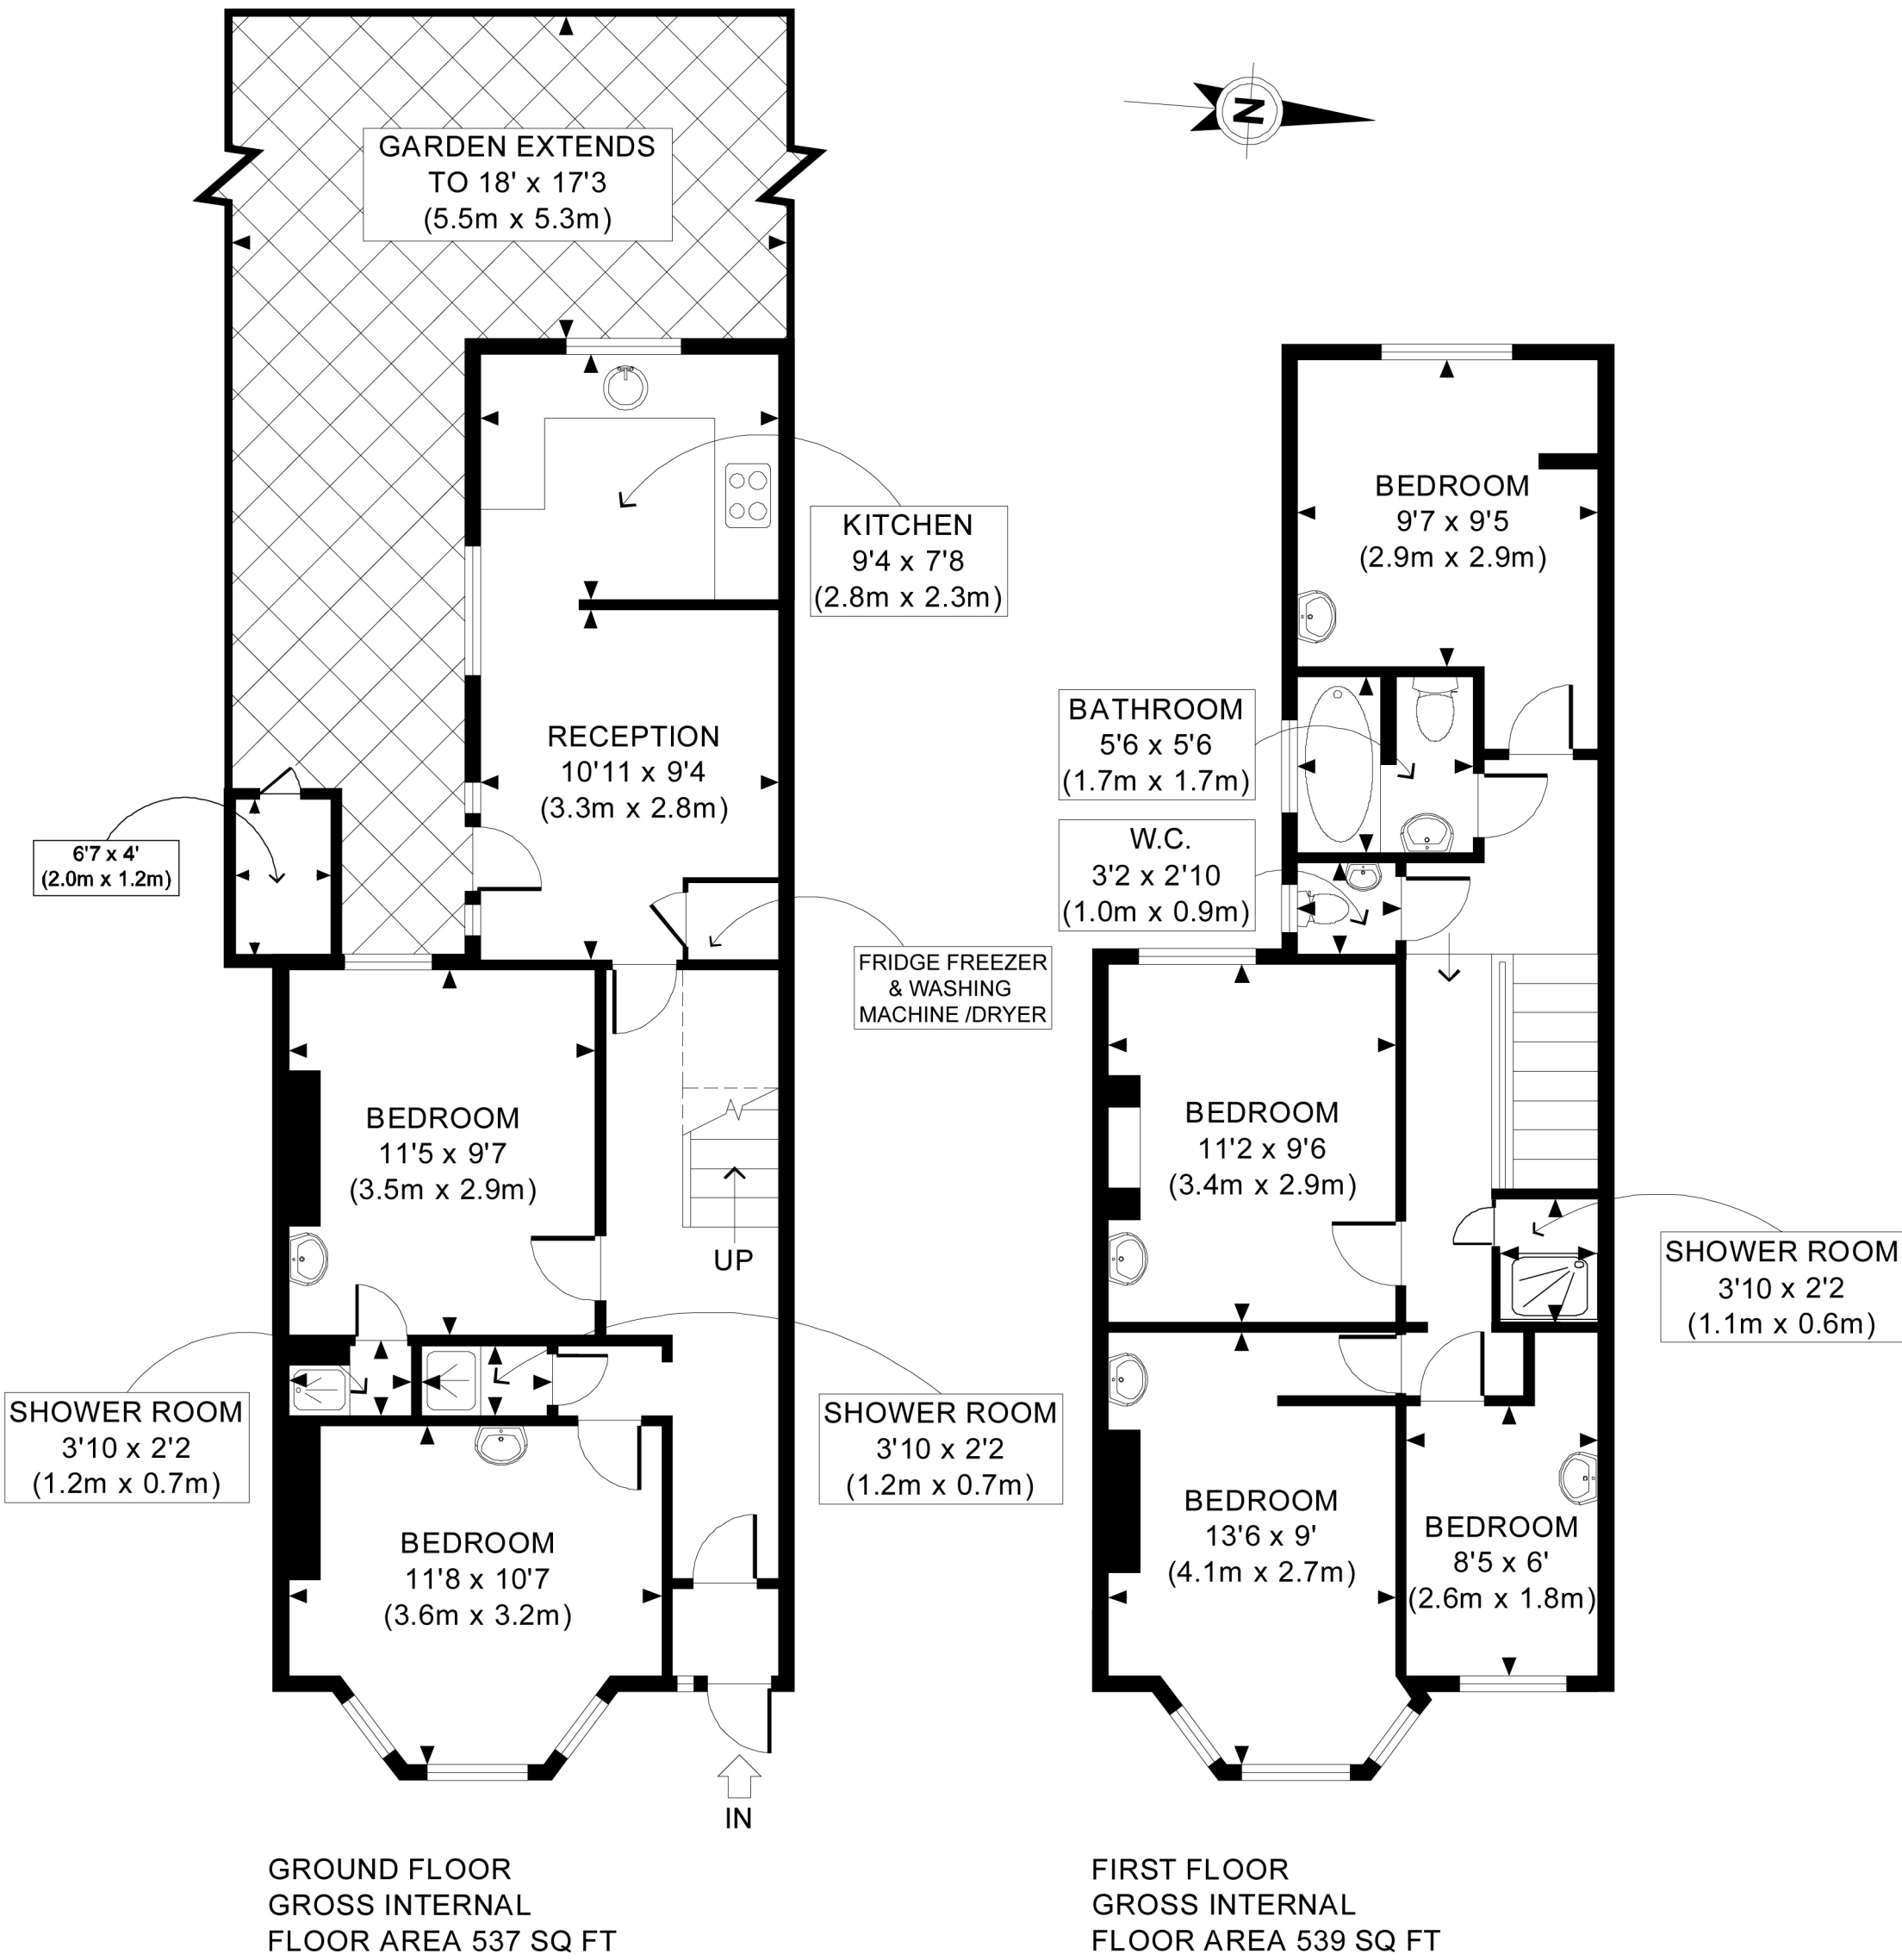 GARDEN EXTENDS
TO 18' x 17'3
(5.5m x 5.3m)
N
KITCHEN
9'4 x 7'8
(2.8m x 2.3m)
RECEPTION
10'11 x 9'4
(3.3m x 2.8m)
6'7 x 4'
(2.0m x 1.2m)
FRIDGE FREEZER
& WASHING
MACHINE /DRYER
BEDROOM
11'5 x 9'7
(3.5m x 2.9m)
UP
SHOWER ROOM
3'10 x 2'2
(1.2m x 0.7m)
SHOWER ROOM
3'10 x 2'2
(1.2m x 0.7m)
BEDROOM
11'8 x 10'7
(3.6m x 3.2m)
IN
GROUND FLOOR
GROSS INTERNAL
FLOOR AREA 537 SQ FT
BEDROOM
9'7 x 9'5
(2.9m x 2.9m)
BATHROOM
5'6 x 5'6
(1.7m x 1.7m)
W.C.
3'2 x 2'10
(1.0m x 0.9m)
BEDROOM
11'2 x 9'6
(3.4m x 2.9m)
SHOWER ROOM
3'10 x 2'2
(1.1m x 0.6m)
BEDROOM
13'6 x 9'
(4.1m x 2.7m)
BEDROOM
8'5 x 6'
(2.6m x 1.8m)
FIRST FLOOR
GROSS INTERNAL
FLOOR AREA 539 SQ FT